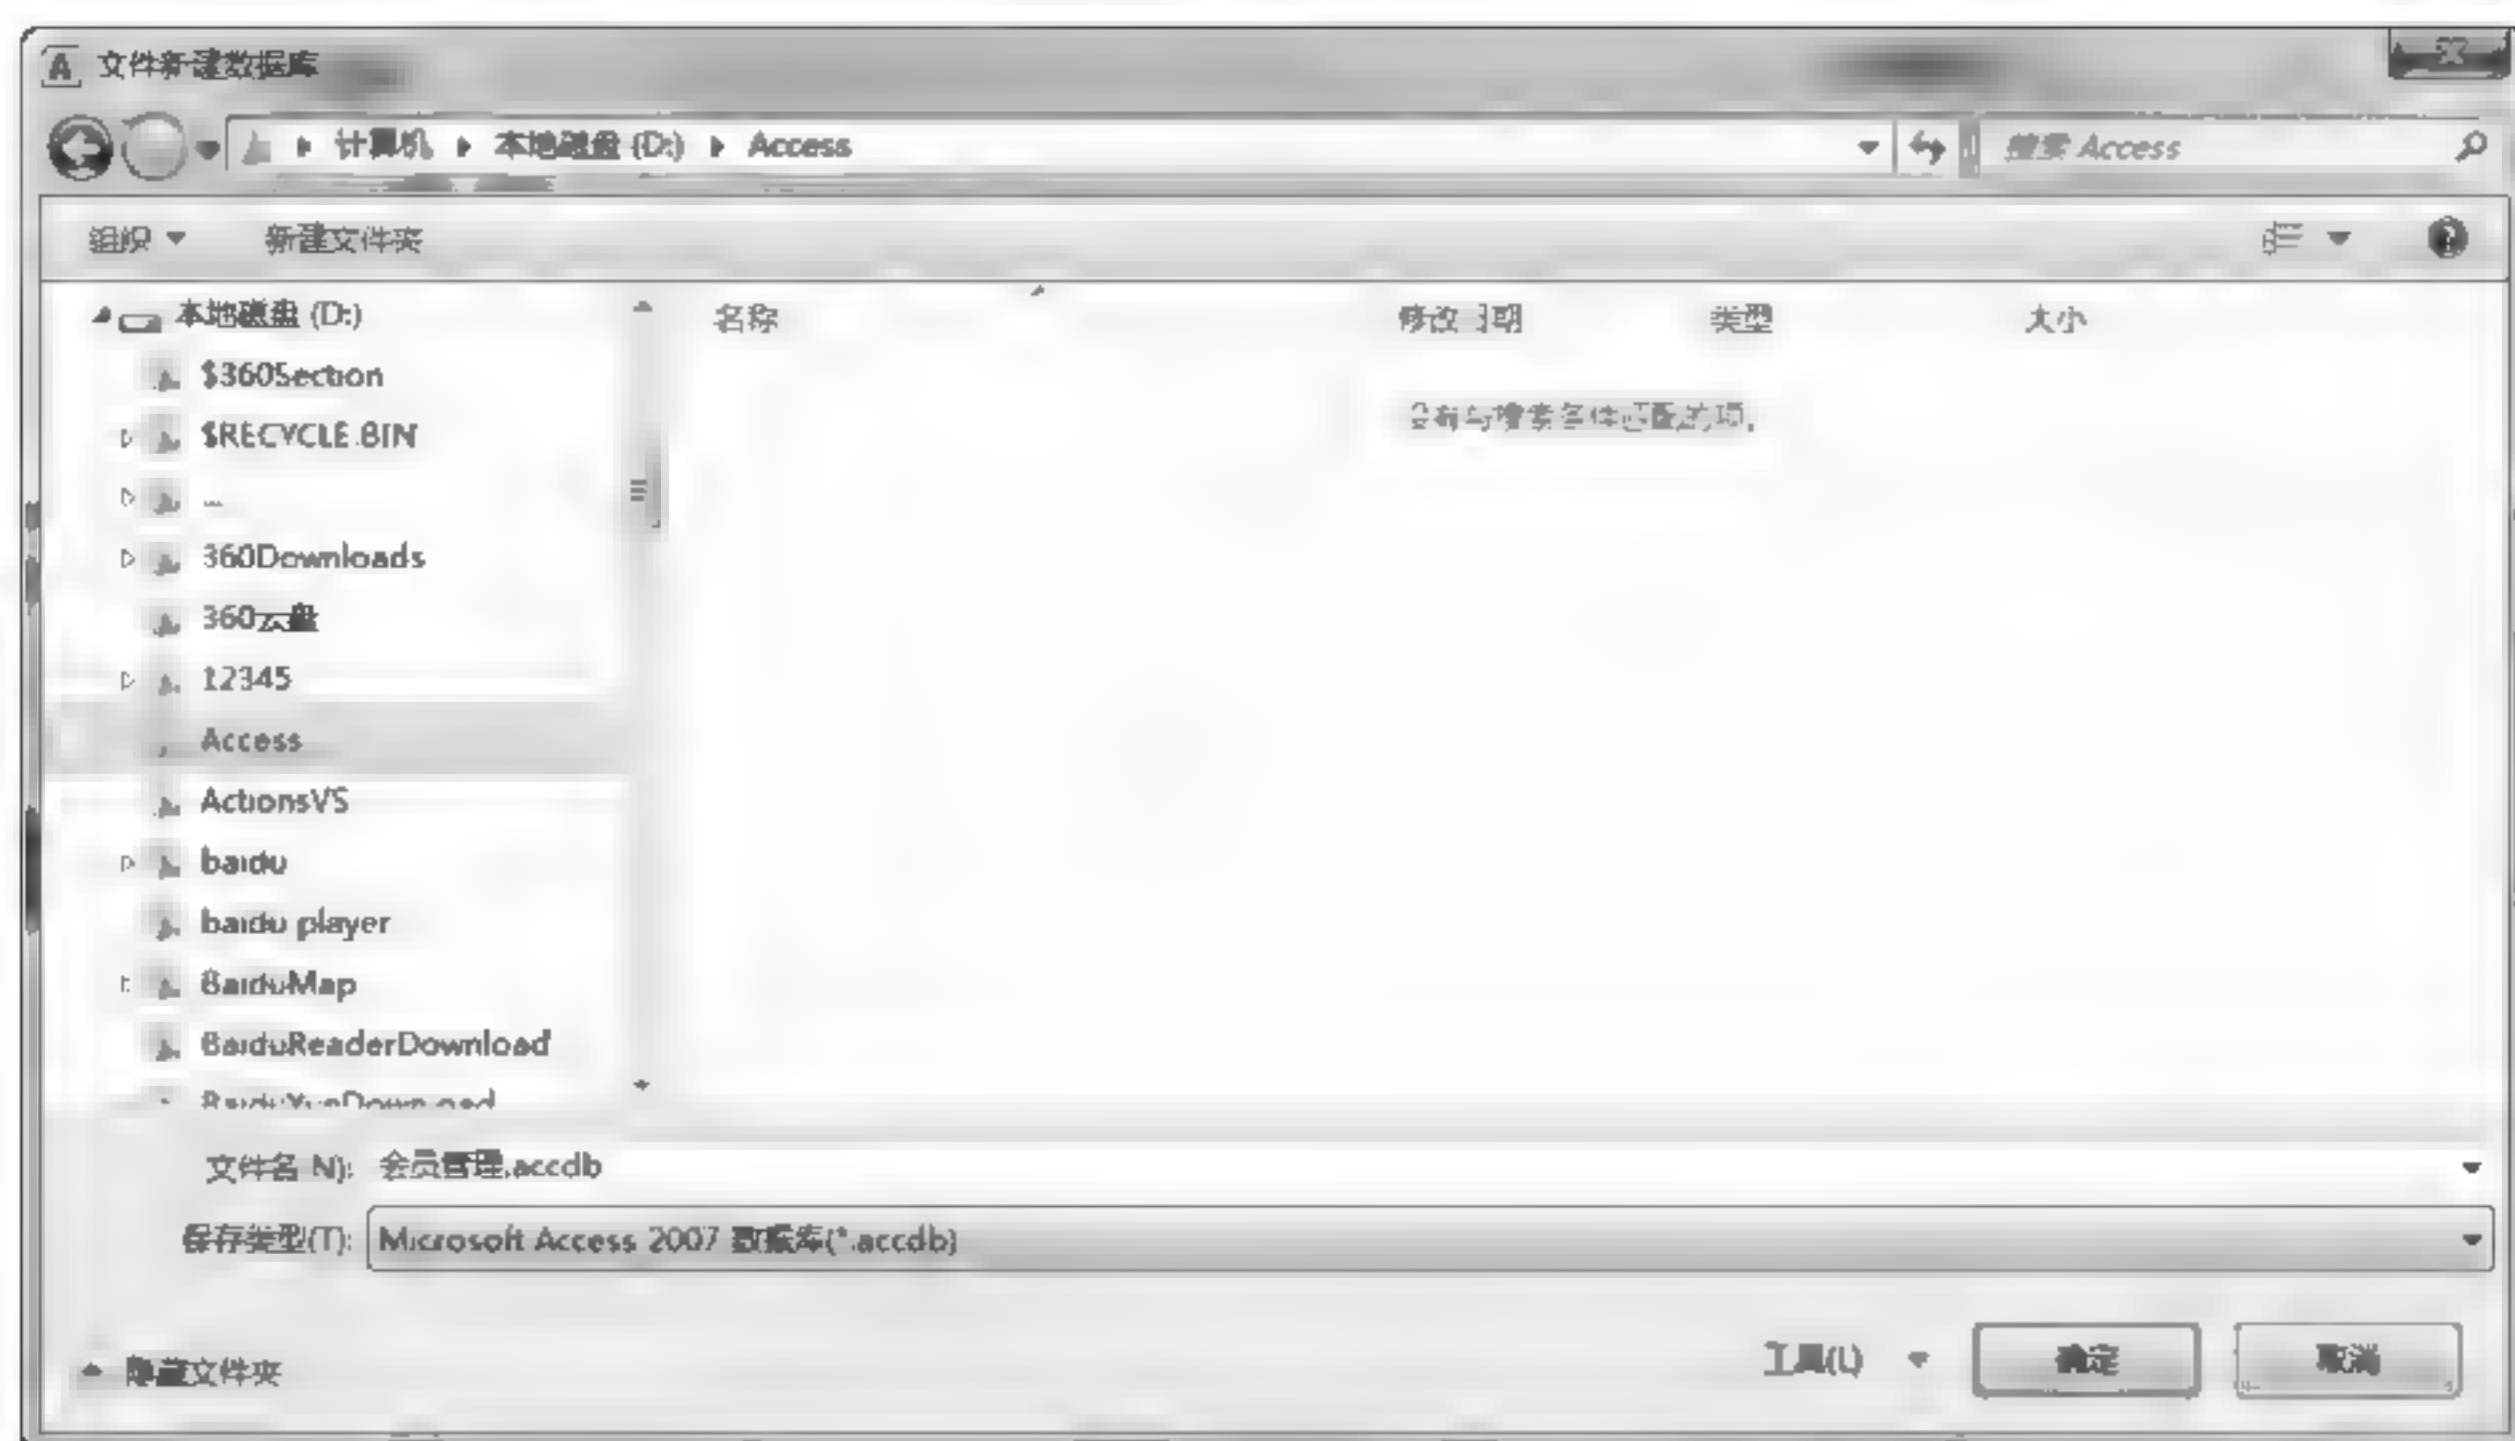 文件新建数据库
计算机 本地磁盘 (D:) Access 搜索 Access
组织 新建文件夹
本地磁盘 (D:) 名称 修改日期 类型 大小
$360Section
没有与搜索条件匹配的项。
$RECYCLE.BIN
...
360Downloads
360云盘
12345
Access
ActionsVS
baidu
baidu player
BaiduMap
BaiduReaderDownload
BaiduYunDownload
文件名(N): 会员管理.accdb
保存类型(T): Microsoft Access 2007 数据库(*.accdb)
隐藏文件夹 工具(L) 确定 取消